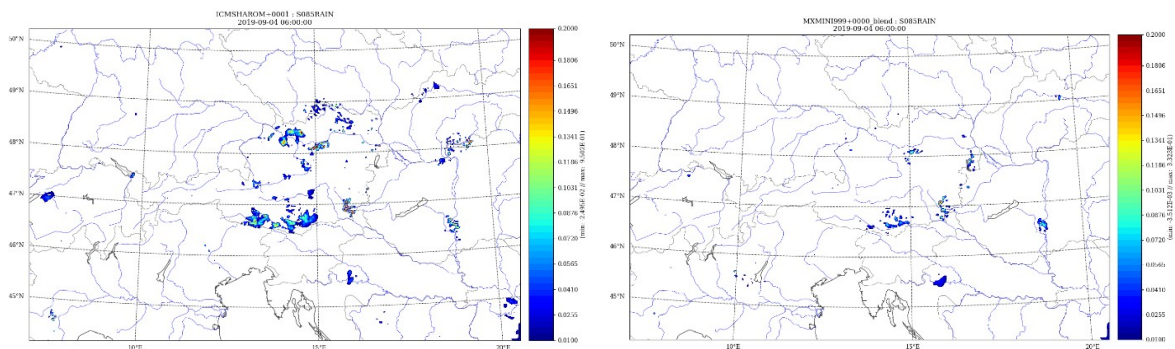 ICMSHAROM+0001 : S085RAIN
2019-09-04 06:00:00
50°N
49°N
48°N
47°N
46°N
45°N
10°E
15°E
20°E
0.2000
0.1806
0.1651
0.1496
0.1341
0.1186
0.1031
0.0876
0.0720
0.0565
0.0410
0.0255
0.0100
MXMINI999+0000_blend : S085RAIN
2019-09-04 06:00:00
50°N
49°N
48°N
47°N
46°N
45°N
10°E
15°E
20°E
0.2000
0.1806
0.1651
0.1496
0.1341
0.1186
0.1031
0.0876
0.0720
0.0565
0.0410
0.0255
0.0100